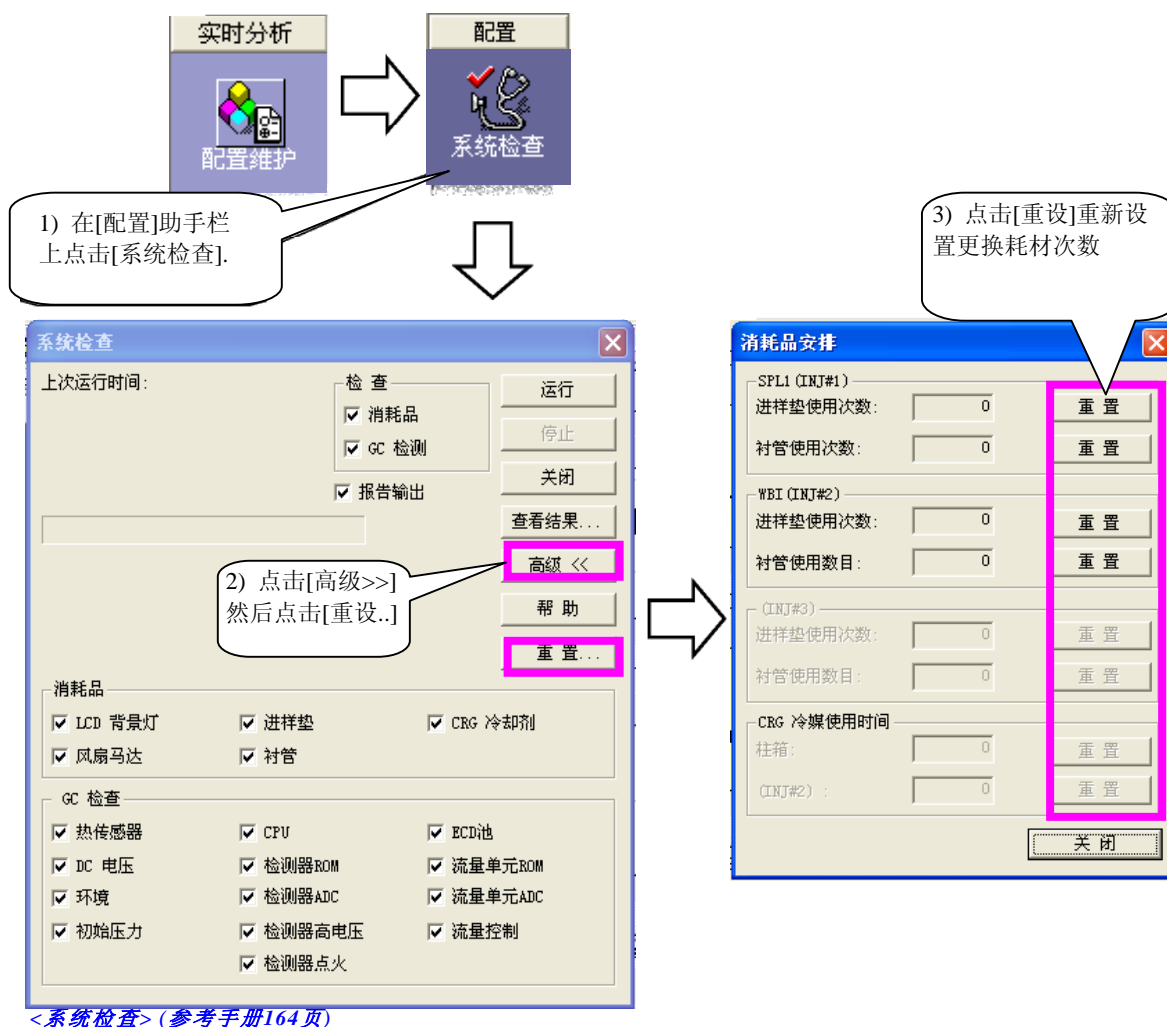 实时分析
配置维护
配置
系统检查
1) 在[配置]助手栏
上点击[系统检查].
3) 点击[重设]重新设
置更换耗材次数
系统检查
上次运行时间:
检 查
消耗品
GC 检测
报告输出
运行
停止
关闭
查看结果...
高级 <<
帮 助
重 置...
2) 点击[高级>>]
然后点击[重设..]
消耗品
LCD 背景灯
进样垫
CRG 冷却剂
风扇马达
衬管
GC 检查
热传感器
CPU
ECD池
DC 电压
检测器ROM
流量单元ROM
环境
检测器ADC
流量单元ADC
初始压力
检测器高电压
流量控制
检测器点火
消耗品安排
SPL1(INJ#1)
进样垫使用次数: 0 重 置
衬管使用次数: 0 重 置
WBI(INJ#2)
进样垫使用次数: 0 重 置
衬管使用数目: 0 重 置
(INJ#3)
进样垫使用次数: 0 重 置
衬管使用数目: 0 重 置
CRG 冷媒使用时间
柱箱: 0 重 置
(INJ#2) : 0 重 置
关 闭
<系统检查> (参考手册164页)